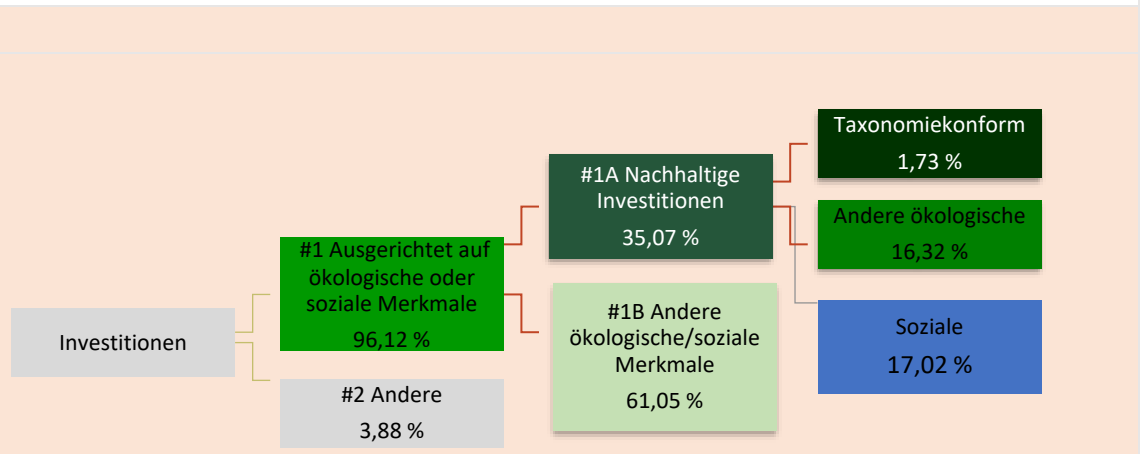 Investitionen
#1 Ausgerichtet auf
ökologische oder
soziale Merkmale
96,12 %
#2 Andere
3,88 %
#1A Nachhaltige
Investitionen
35,07 %
#1B Andere
ökologische/soziale
Merkmale
61,05 %
Taxonomiekonform
1,73 %
Andere ökologische
16,32 %
Soziale
17,02 %